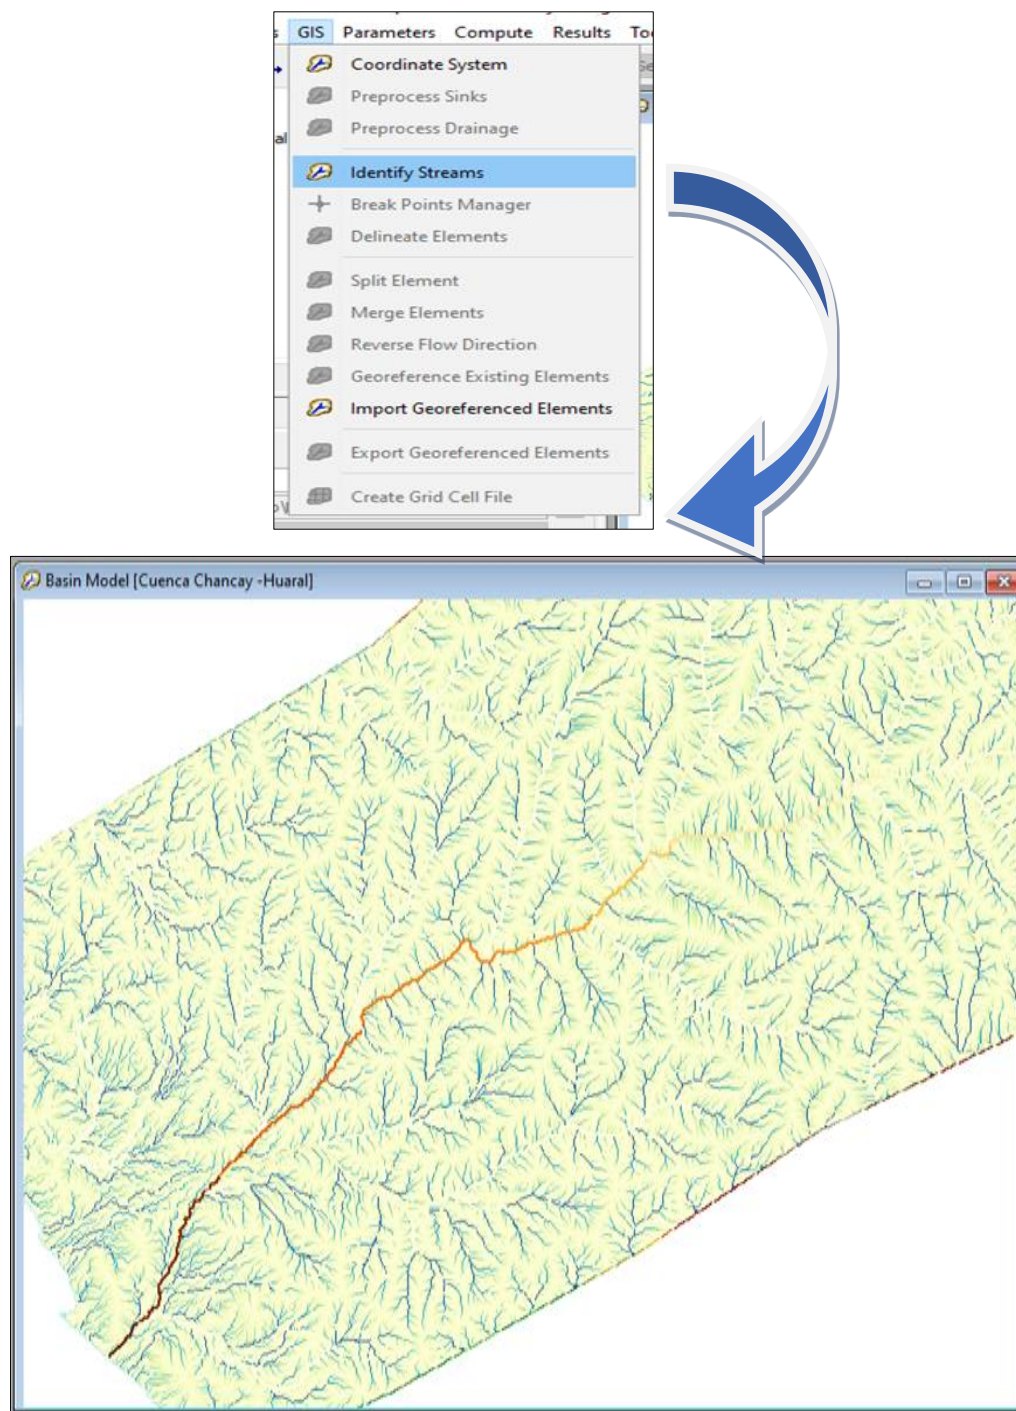 GIS Parameters Compute Results
Coordinate System
Preprocess Sinks
Preprocess Drainage
Identify Streams
Break Points Manager
Delineate Elements
Split Element
Merge Elements
Reverse Flow Direction
Georeference Existing Elements
Import Georeferenced Elements
Export Georeferenced Elements
Create Grid Cell File
Basin Model [Cuenca Chancay -Huaral]